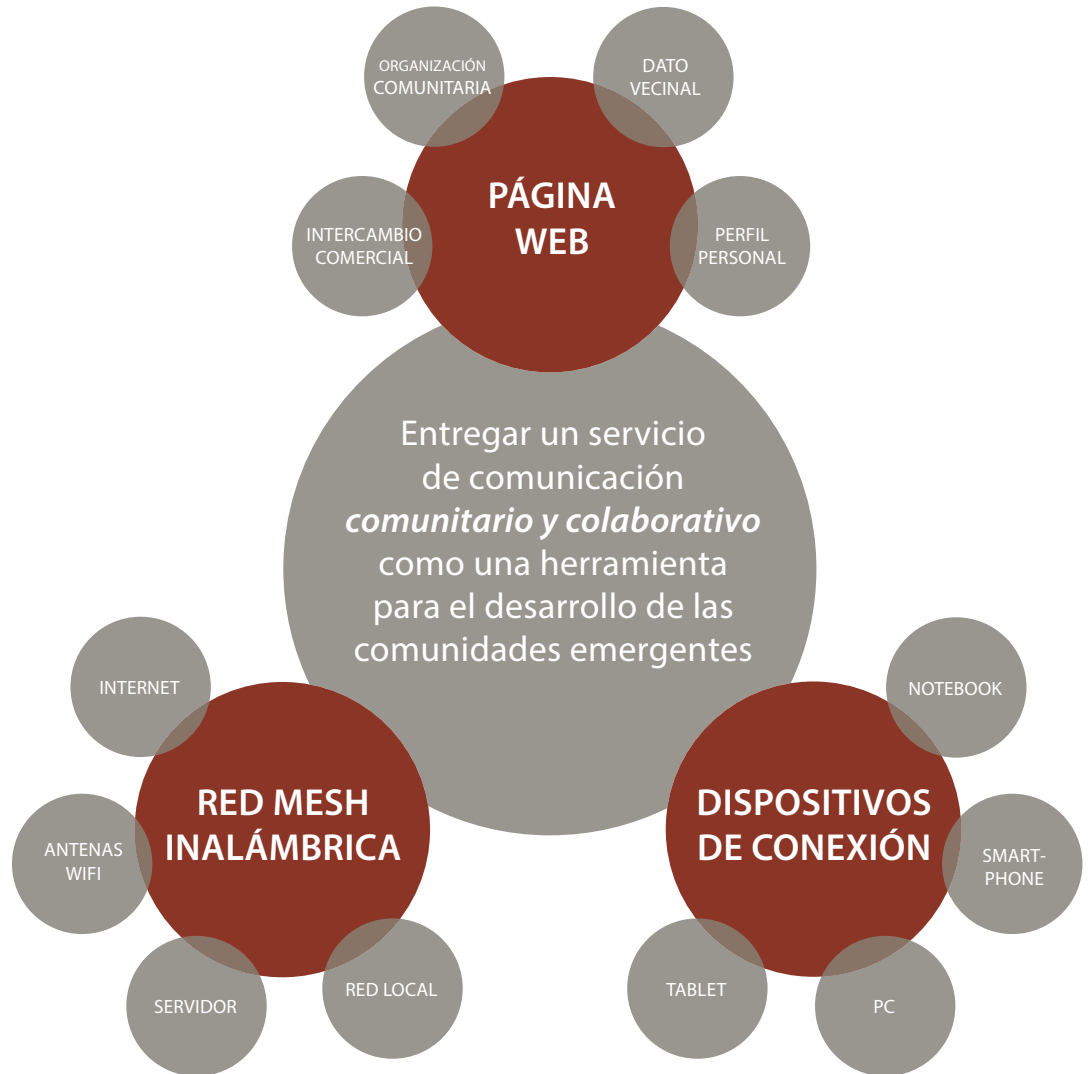 ORGANIZACIÓN
COMUNITARIA
DATO
VECINAL
INTERCAMBIO
COMERCIAL
PÁGINA
WEB
PERFIL
PERSONAL
Entregar un servicio
de comunicación
comunitario y colaborativo
como una herramienta
para el desarrollo de las
comunidades emergentes
INTERNET
ANTENAS
WIFI
RED MESH
INALÁMBRICA
SERVIDOR
RED LOCAL
NOTEBOOK
DISPOSITIVOS
DE CONEXIÓN
SMART-
PHONE
TABLET
PC